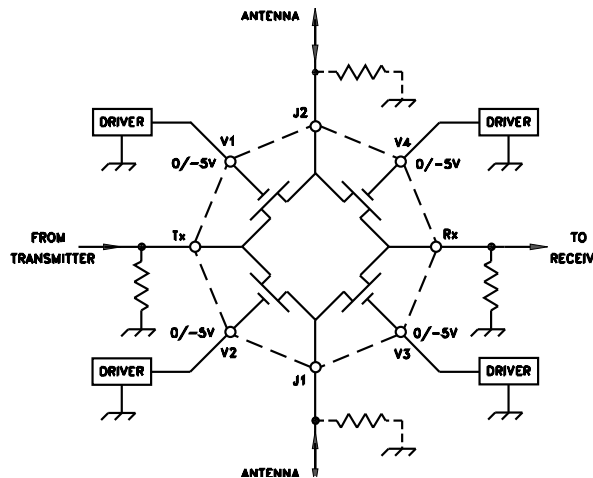 ANTENNA
J2
DRIVER
V1
V4
DRIVER
0/-5V
0/-5V
FROM
TRANSMITTER
Tx
Rx
TO
RECEIV
0/-5V
0/-5V
V2
V3
DRIVER
J1
DRIVER
ANTENNA